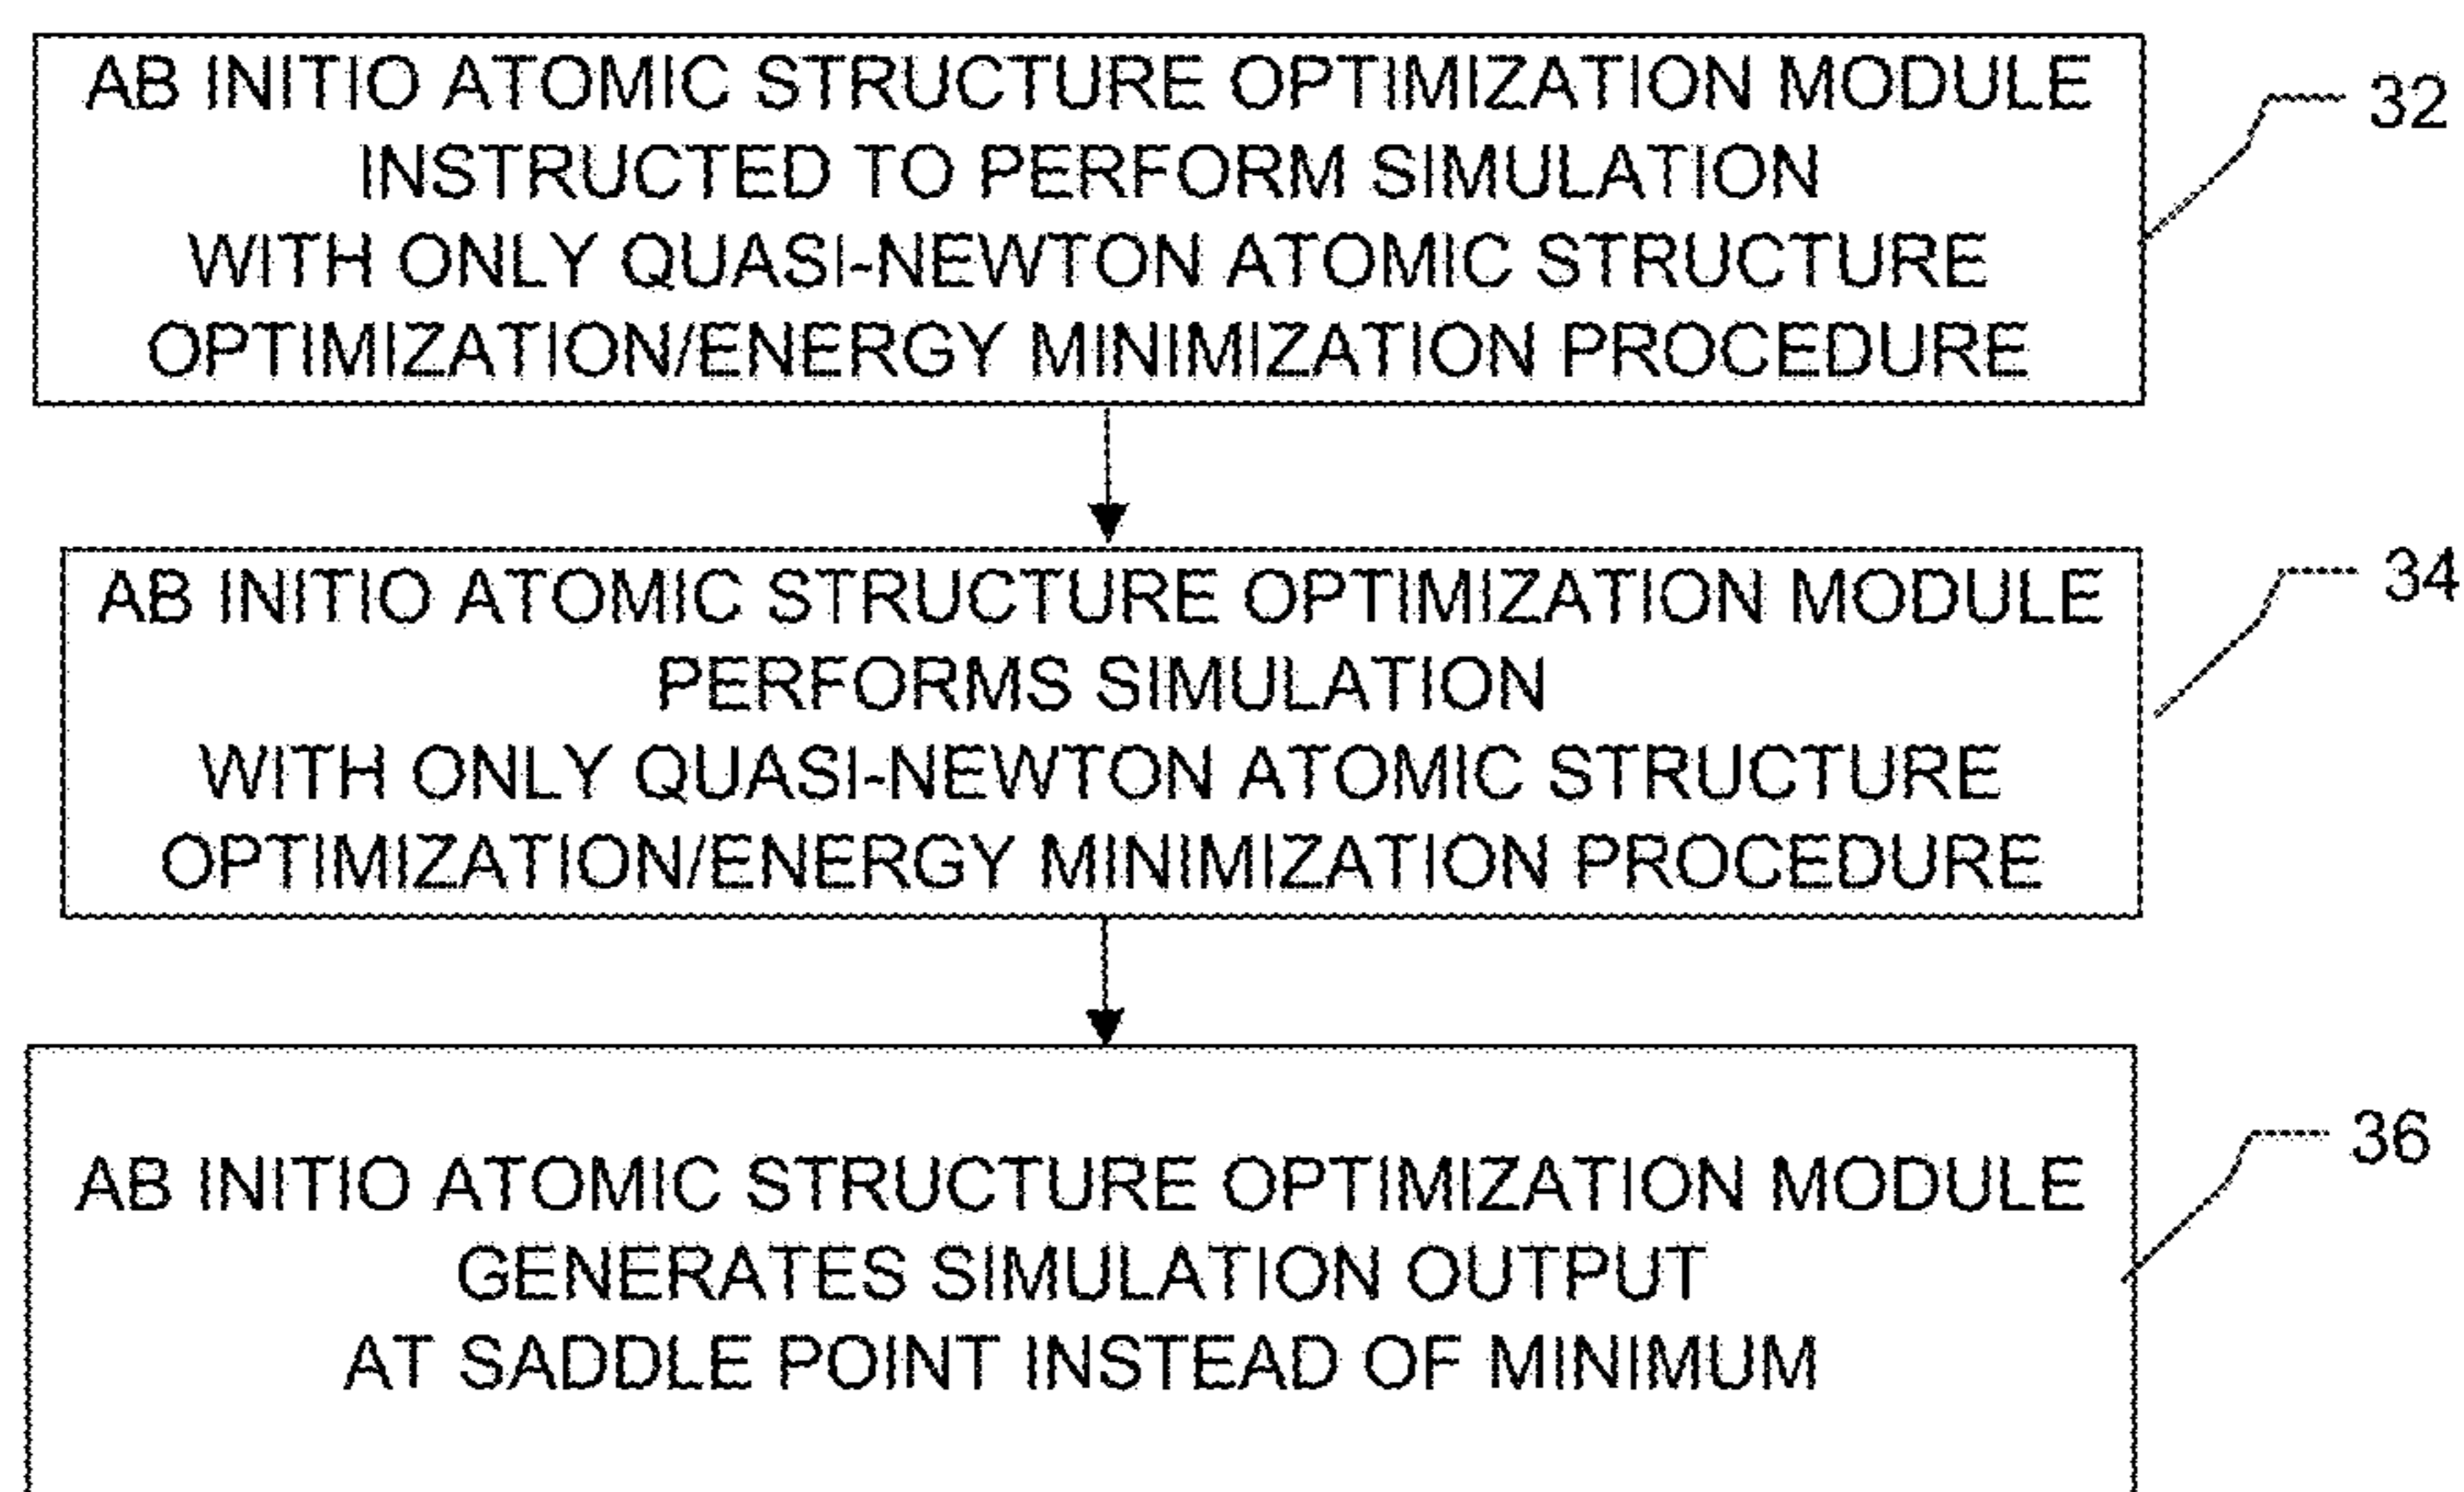 AB INITIO ATOMIC STRUCTURE OPTIMIZATION MODULE
INSTRUCTED TO PERFORM SIMULATION
WITH ONLY QUASI-NEWTON ATOMIC STRUCTURE
OPTIMIZATION/ENERGY MINIMIZATION PROCEDURE
32
AB INITIO ATOMIC STRUCTURE OPTIMIZATION MODULE
PERFORMS SIMULATION
WITH ONLY QUASI-NEWTON ATOMIC STRUCTURE
OPTIMIZATION/ENERGY MINIMIZATION PROCEDURE
34
AB INITIO ATOMIC STRUCTURE OPTIMIZATION MODULE
GENERATES SIMULATION OUTPUT
AT SADDLE POINT INSTEAD OF MINIMUM
36